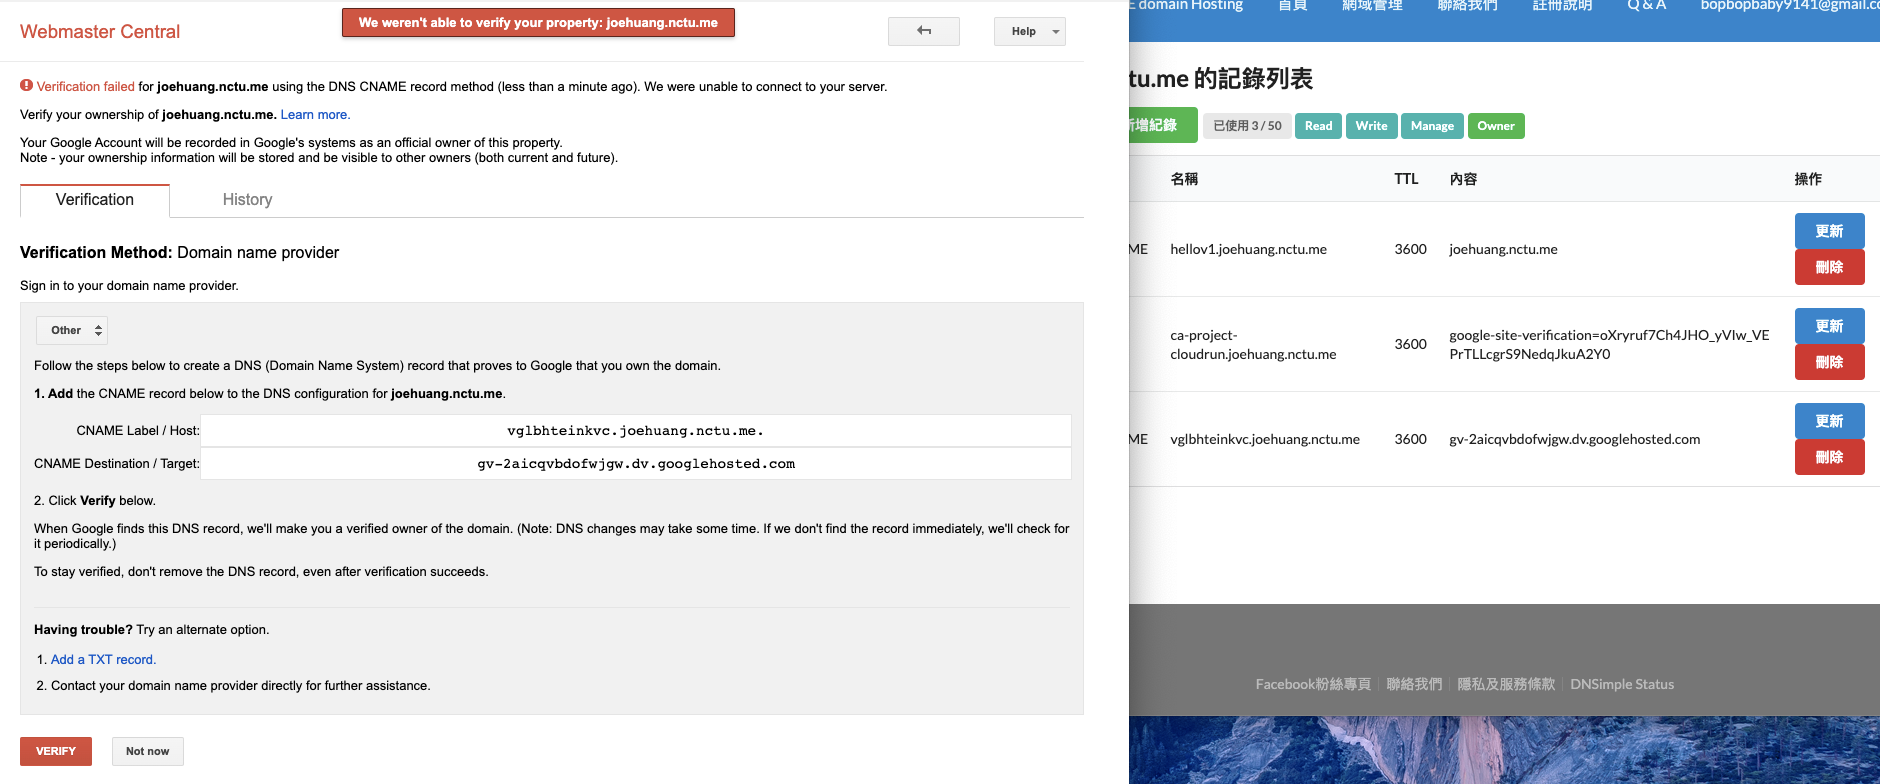 We weren't able to verify your property: joehuang.nctu.me
Webmaster Central
Help
Verification failed for joehuang.nctu.me using the DNS CNAME record method (less than a minute ago). We were unable to connect to your server.
Verify your ownership of joehuang.nctu.me. Learn more.
Your Google Account will be recorded in Google's systems as an official owner of this property.
Note - your ownership information will be stored and be visible to other owners (both current and future).
Verification History
Verification Method: Domain name provider
Sign in to your domain name provider.
Other
Follow the steps below to create a DNS (Domain Name System) record that proves to Google that you own the domain.
1. Add the CNAME record below to the DNS configuration for joehuang.nctu.me.
CNAME Label / Host: vglbhteinkvc.joehuang.nctu.me.
CNAME Destination / Target: gv-2aicqvbdofwjgw.dv.googlehosted.com
2. Click Verify below.
When Google finds this DNS record, we'll make you a verified owner of the domain. (Note: DNS changes may take some time. If we don't find the record immediately, we'll check for
it periodically.)
To stay verified, don't remove the DNS record, even after verification succeeds.
Having trouble? Try an alternate option.
1. Add a TXT record.
2. Contact your domain name provider directly for further assistance.
VERIFY Not now
E domain Hosting 首頁 網域管理 聯絡我們 註冊說明 Q & A bopbopbaby9141@gmail.co
tu.me 的記錄列表
新增紀錄 已使用 3 / 50 Read Write Manage Owner
名稱 TTL 內容 操作
ME hellov1.joehuang.nctu.me 3600 joehuang.nctu.me 更新
刪除
ca-project-
cloudrun.joehuang.nctu.me 3600 google-site-verification=oXryruf7Ch4JHO_yVIw_VE
PrTLLcgrS9NedqJkuA2Y0 更新
刪除
ME vglbhteinkvc.joehuang.nctu.me 3600 gv-2aicqvbdofwjgw.dv.googlehosted.com 更新
刪除
Facebook粉絲專頁 聯絡我們 隱私及服務條款 DNSimple Status